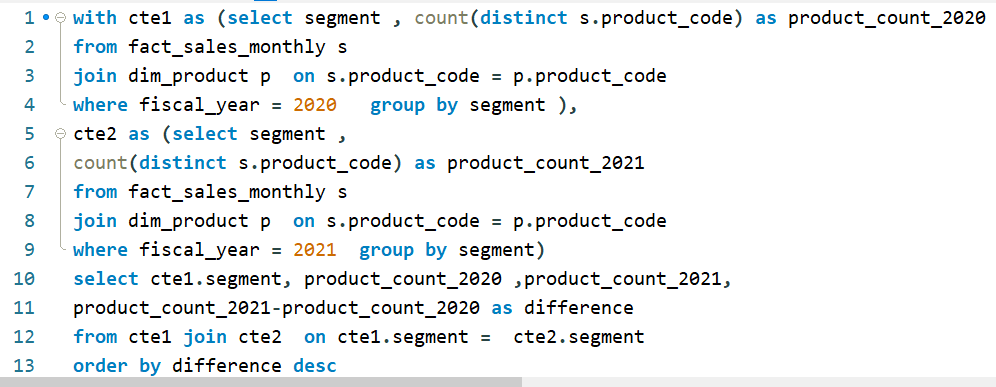 1 with cte1 as (select segment , count(distinct s.product_code) as product_count_2020
2 from fact_sales_monthly s
3 join dim_product p  on s.product_code = p.product_code
4 where fiscal_year = 2020   group by segment ),
5 cte2 as (select segment ,
6 count(distinct s.product_code) as product_count_2021
7 from fact_sales_monthly s
8 join dim_product p  on s.product_code = p.product_code
9 where fiscal_year = 2021  group by segment)
10 select cte1.segment, product_count_2020 ,product_count_2021,
11 product_count_2021-product_count_2020 as difference
12 from cte1 join cte2  on cte1.segment =  cte2.segment
13 order by difference desc